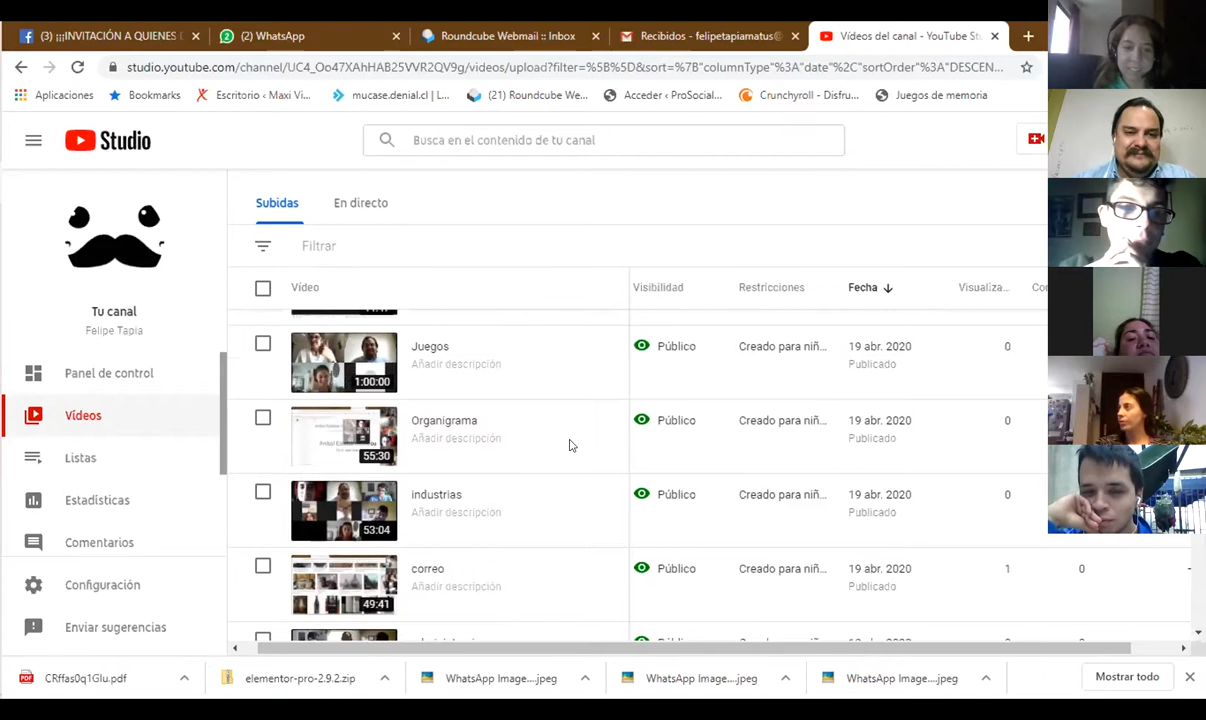 (3) ¡¡¡INVITACIÓN A QUIENES
(2) WhatsApp
Roundcube Webmail :: Inbox
Recibidos - felipetapiamatus@
Vídeos del canal - YouTube St
studio.youtube.com/channel/UC4_Oo47XAhHAB25VVR2QV9g/videos/upload?filter=%5B%5D&sort=%7B"columnType"%3A"date"%2C"sortOrder"%3A"DESCEN...
Aplicaciones
Bookmarks
Escritorio ‹ Maxi Vi...
mucase.denial.cl | L...
(21) Roundcube We...
Acceder ‹ ProSocial...
Crunchyroll - Disfru...
Juegos de memoria
Studio
Busca en el contenido de tu canal
Subidas
En directo
Filtrar
Tu canal
Felipe Tapia
Panel de control
Vídeos
Listas
Estadísticas
Comentarios
Configuración
Enviar sugerencias
Vídeo
Visibilidad
Restricciones
Fecha
Visualiza...
Juegos
Añadir descripción
1:00:00
Público
Creado para niñ...
19 abr. 2020
Publicado
0
Organigrama
Añadir descripción
55:30
Público
Creado para niñ...
19 abr. 2020
Publicado
0
industrias
Añadir descripción
53:04
Público
Creado para niñ...
19 abr. 2020
Publicado
0
correo
Añadir descripción
49:41
Público
Creado para niñ...
19 abr. 2020
Publicado
1
0
CRffas0q1Glu.pdf
elementor-pro-2.9.2.zip
WhatsApp Image....jpeg
WhatsApp Image....jpeg
WhatsApp Image....jpeg
Mostrar todo